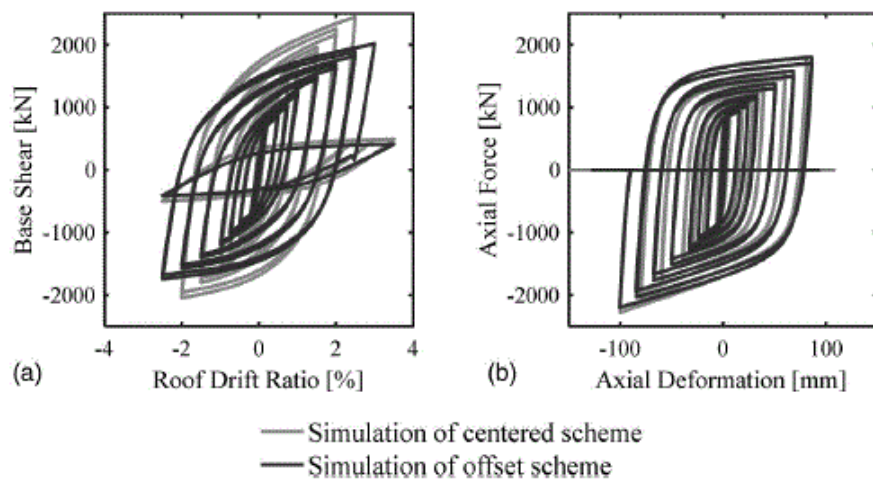 2000
1000
0
-1000
-2000
Base Shear [kN]
-4 -2 0 2 4
(a) Roof Drift Ratio [%]
2000
1000
0
-1000
-2000
Axial Force [kN]
-100 0 100
(b) Axial Deformation [mm]
Simulation of centered scheme
Simulation of offset scheme